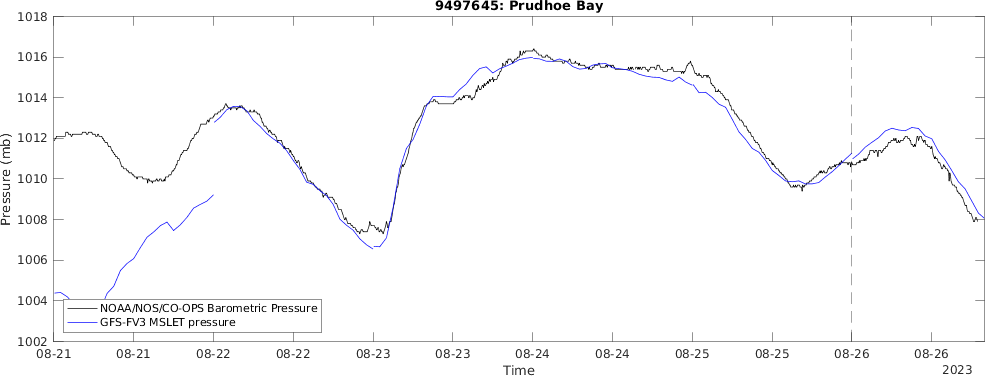 9497645: Prudhoe Bay
1018
1016
1014
1012
1010
1008
1006
1004
1002
Pressure (mb)
NOAA/NOS/CO-OPS Barometric Pressure
GFS-FV3 MSLET pressure
08-21 08-21 08-22 08-22 08-23 08-23 08-24 08-24 08-25 08-25 08-26 08-26
Time
2023